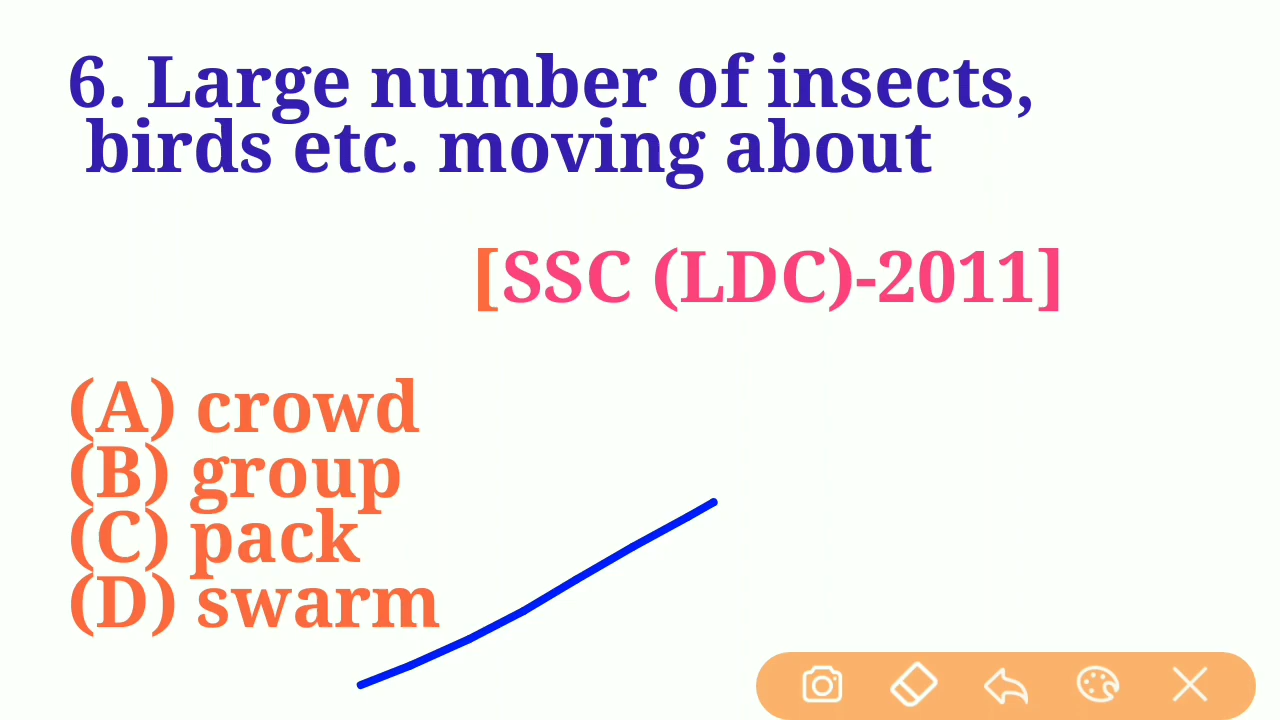 6. Large number of insects,
birds etc. moving about
[SSC (LDC)-2011]
(A) crowd
(B) group
(C) pack
(D) swarm